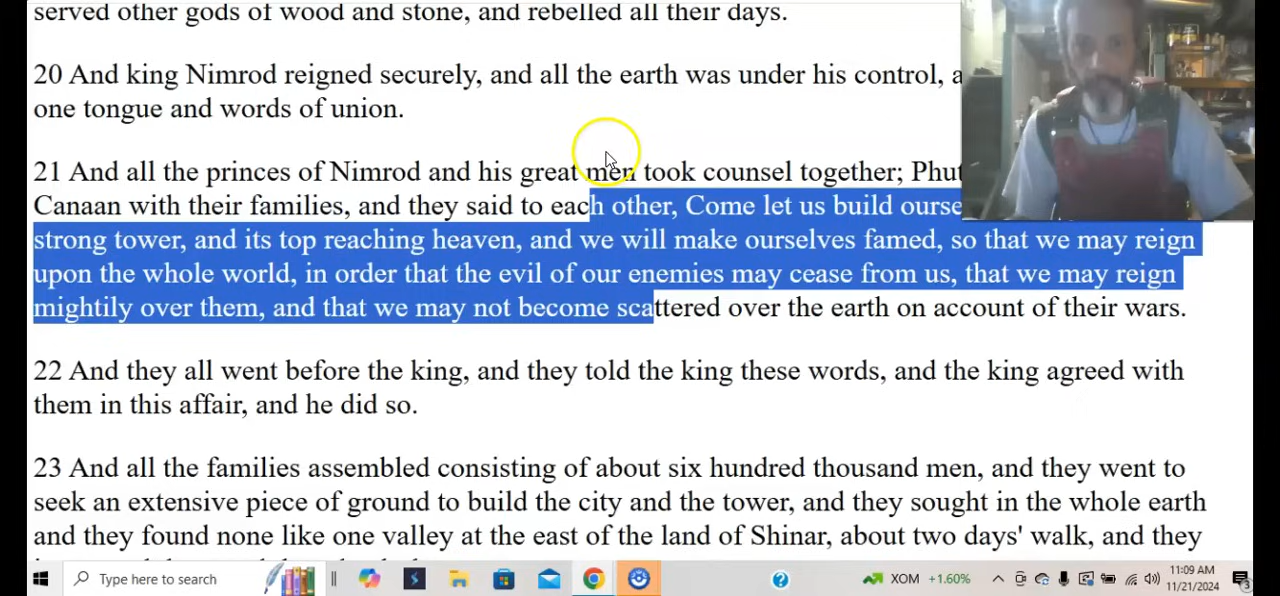 served other gods of wood and stone, and rebelled all their days.
20 And king Nimrod reigned securely, and all the earth was under his control, a
one tongue and words of union.
21 And all the princes of Nimrod and his great men took counsel together; Phut
Canaan with their families, and they said to each other, Come let us build ourse
strong tower, and its top reaching heaven, and we will make ourselves famed, so that we may reign
upon the whole world, in order that the evil of our enemies may cease from us, that we may reign
mightily over them, and that we may not become scattered over the earth on account of their wars.
22 And they all went before the king, and they told the king these words, and the king agreed with
them in this affair, and he did so.
23 And all the families assembled consisting of about six hundred thousand men, and they went to
seek an extensive piece of ground to build the city and the tower, and they sought in the whole earth
and they found none like one valley at the east of the land of Shinar, about two days' walk, and they
Type here to search
XOM +1.60%
11:09 AM
11/21/2024
3